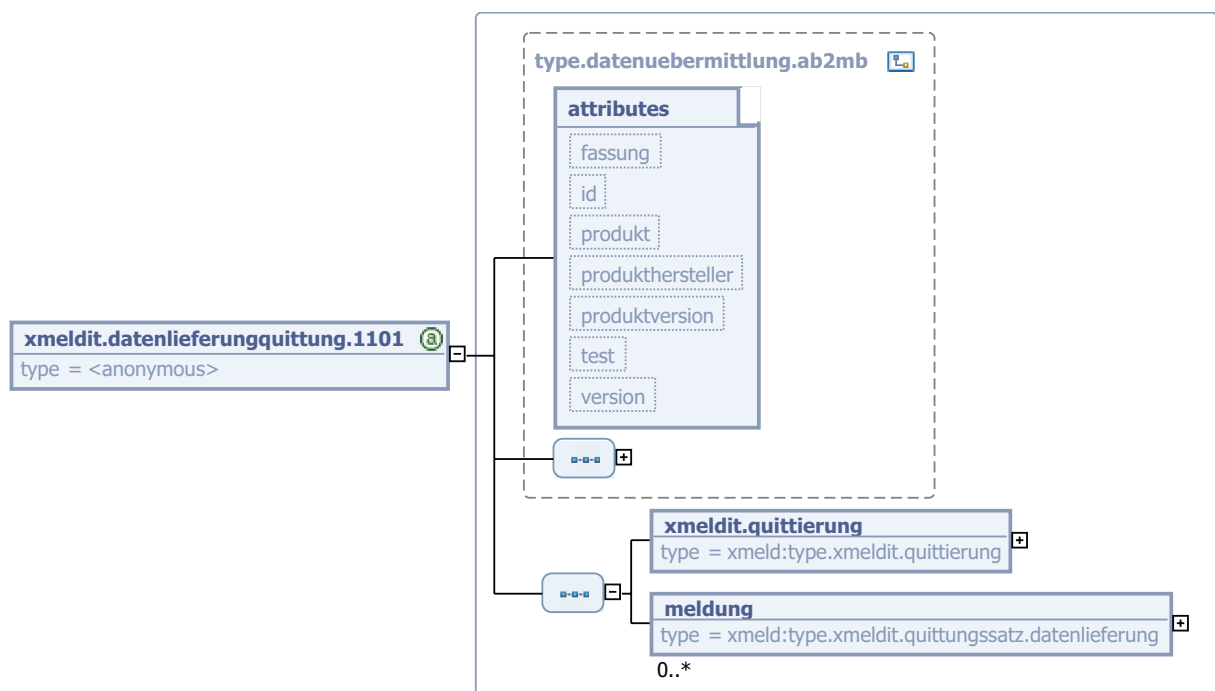 type.datenuebermittlung.ab2mb
attributes
fassung
id
produkt
produkthersteller
produktversion
test
version
xmeldit.datenlieferungquittung.1101
a
type = <anonymous>
xmeldit.quittierung
type = xmeld:type.xmeldit.quittierung
meldung
type = xmeld:type.xmeldit.quittungssatz.datenlieferung
0..*